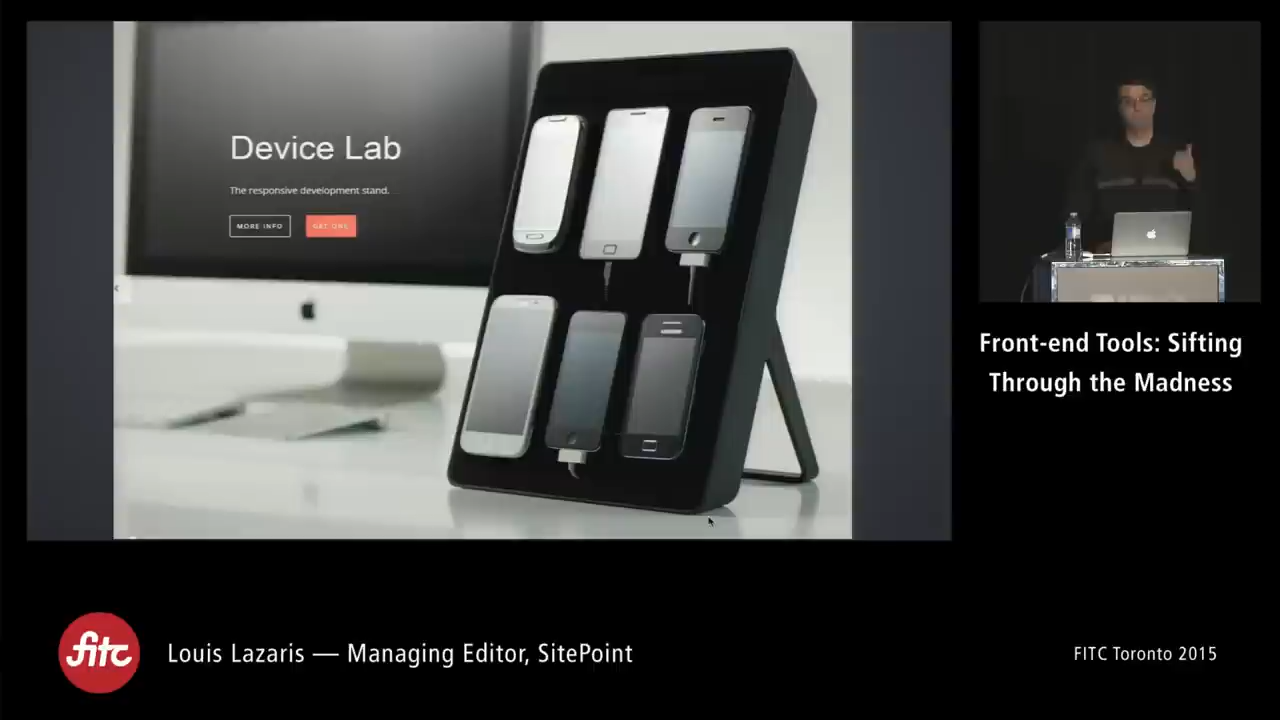 Device Lab
The responsive development stand.
MORE INFO
GET ONE
Front-end Tools: Sifting
Through the Madness
fitc
Louis Lazaris — Managing Editor, SitePoint
FITC Toronto 2015